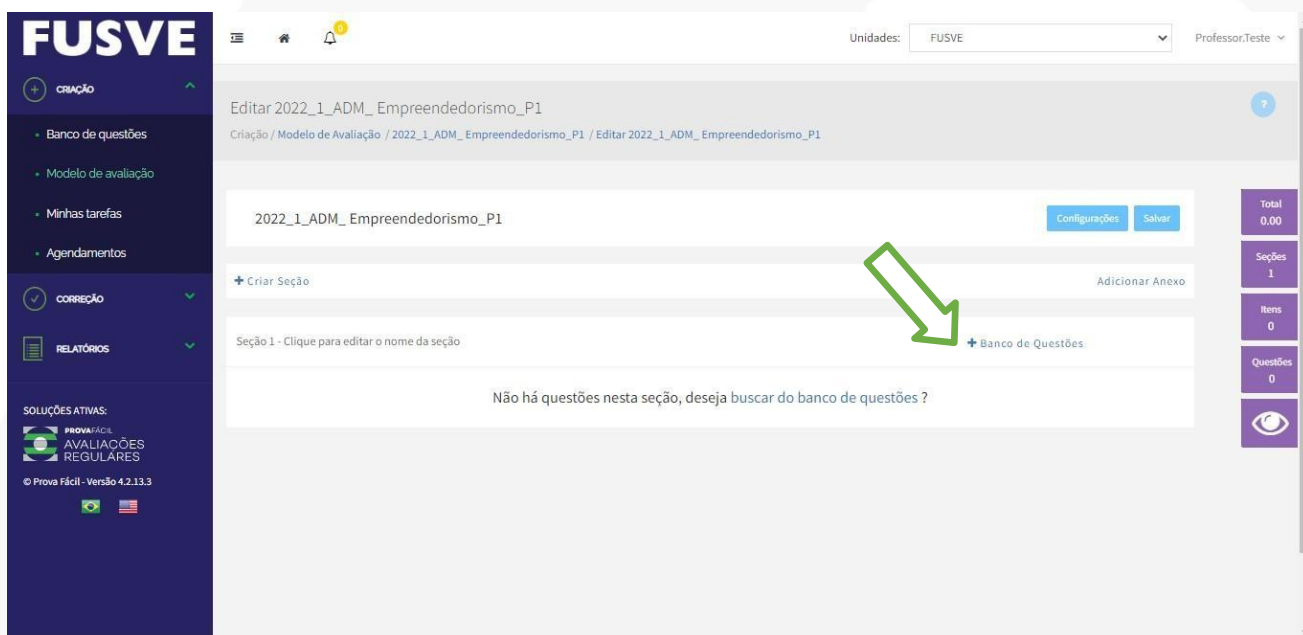 FUSVE
0
Unidades: FUSVE
Professor.Teste
CRIAÇÃO
Banco de questões
Modelo de avaliação
Minhas tarefas
Agendamentos
CORREÇÃO
RELATÓRIOS
SOLUÇÕES ATIVAS:
PROVAFÁCIL
AVALIAÇÕES
REGULARES
© Prova Fácil - Versão 4.2.13.3
Editar 2022_1_ADM_ Empreendedorismo_P1
?
Criação / Modelo de Avaliação / 2022_1_ADM_ Empreendedorismo_P1 / Editar 2022_1_ADM_ Empreendedorismo_P1
2022_1_ADM_ Empreendedorismo_P1
Configurações
Salvar
+ Criar Seção
Adicionar Anexo
Seção 1 - Clique para editar o nome da seção
+ Banco de Questões
Não há questões nesta seção, deseja buscar do banco de questões ?
Total
0.00
Seções
1
Itens
0
Questões
0